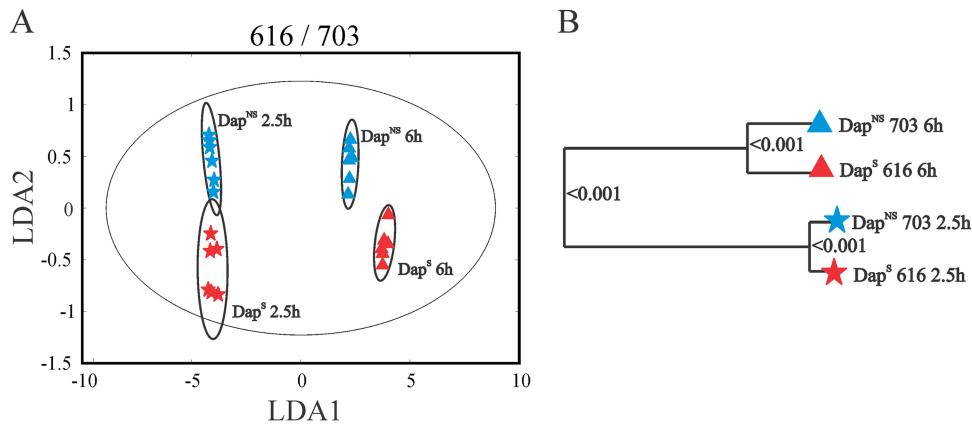 A
616 / 703
1.5
1
0.5
0
-0.5
-1
-1.5
-10
-5
0
5
10
LDA2
LDA1
Dap^NS 2.5h
Dap^NS 6h
Dap^S 6h
Dap^S 2.5h
B
Dap^NS 703 6h
<0.001
Dap^S 616 6h
<0.001
Dap^NS 703 2.5h
<0.001
Dap^S 616 2.5h